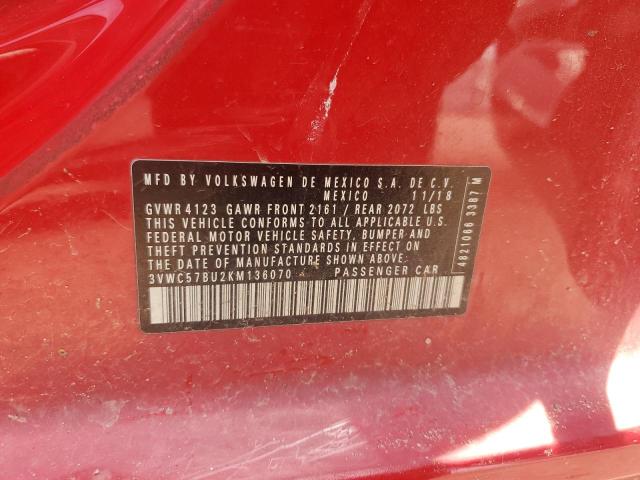 MFD BY VOLKSWAGEN DE MEXICO S.A. DE C.V.
MEXICO 11/18
GVWR 4123 GAWR FRONT 2161 / REAR 2072 LBS
THIS VEHICLE CONFORMS TO ALL APPLICABLE U.S.
FEDERAL MOTOR VEHICLE SAFETY, BUMPER AND
THEFT PREVENTION STANDARDS IN EFFECT ON
THE DATE OF MANUFACTURE SHOWN ABOVE:
3VWC57BU2KM136070 PASSENGER CAR
4821066 3387 M